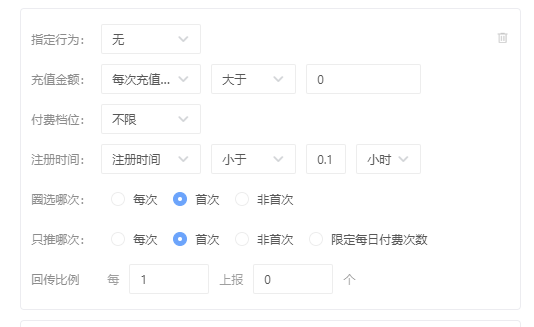 指定行为： 无
充值金额： 每次充值... 大于 0
付费档位： 不限
注册时间： 注册时间 小于 0.1 小时
圈选哪次： 每次 首次 非首次
只推哪次： 每次 首次 非首次 限定每日付费次数
回传比例 每 1 上报 0 个